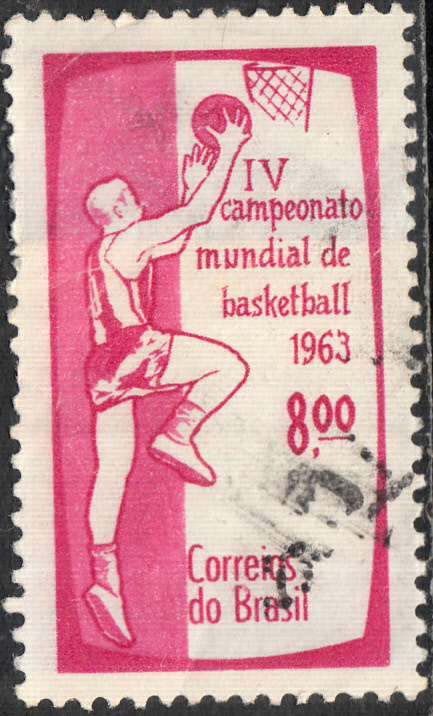 IV
campeonato
mundial de
basketball
1963
8,00
Correios
do Brasil